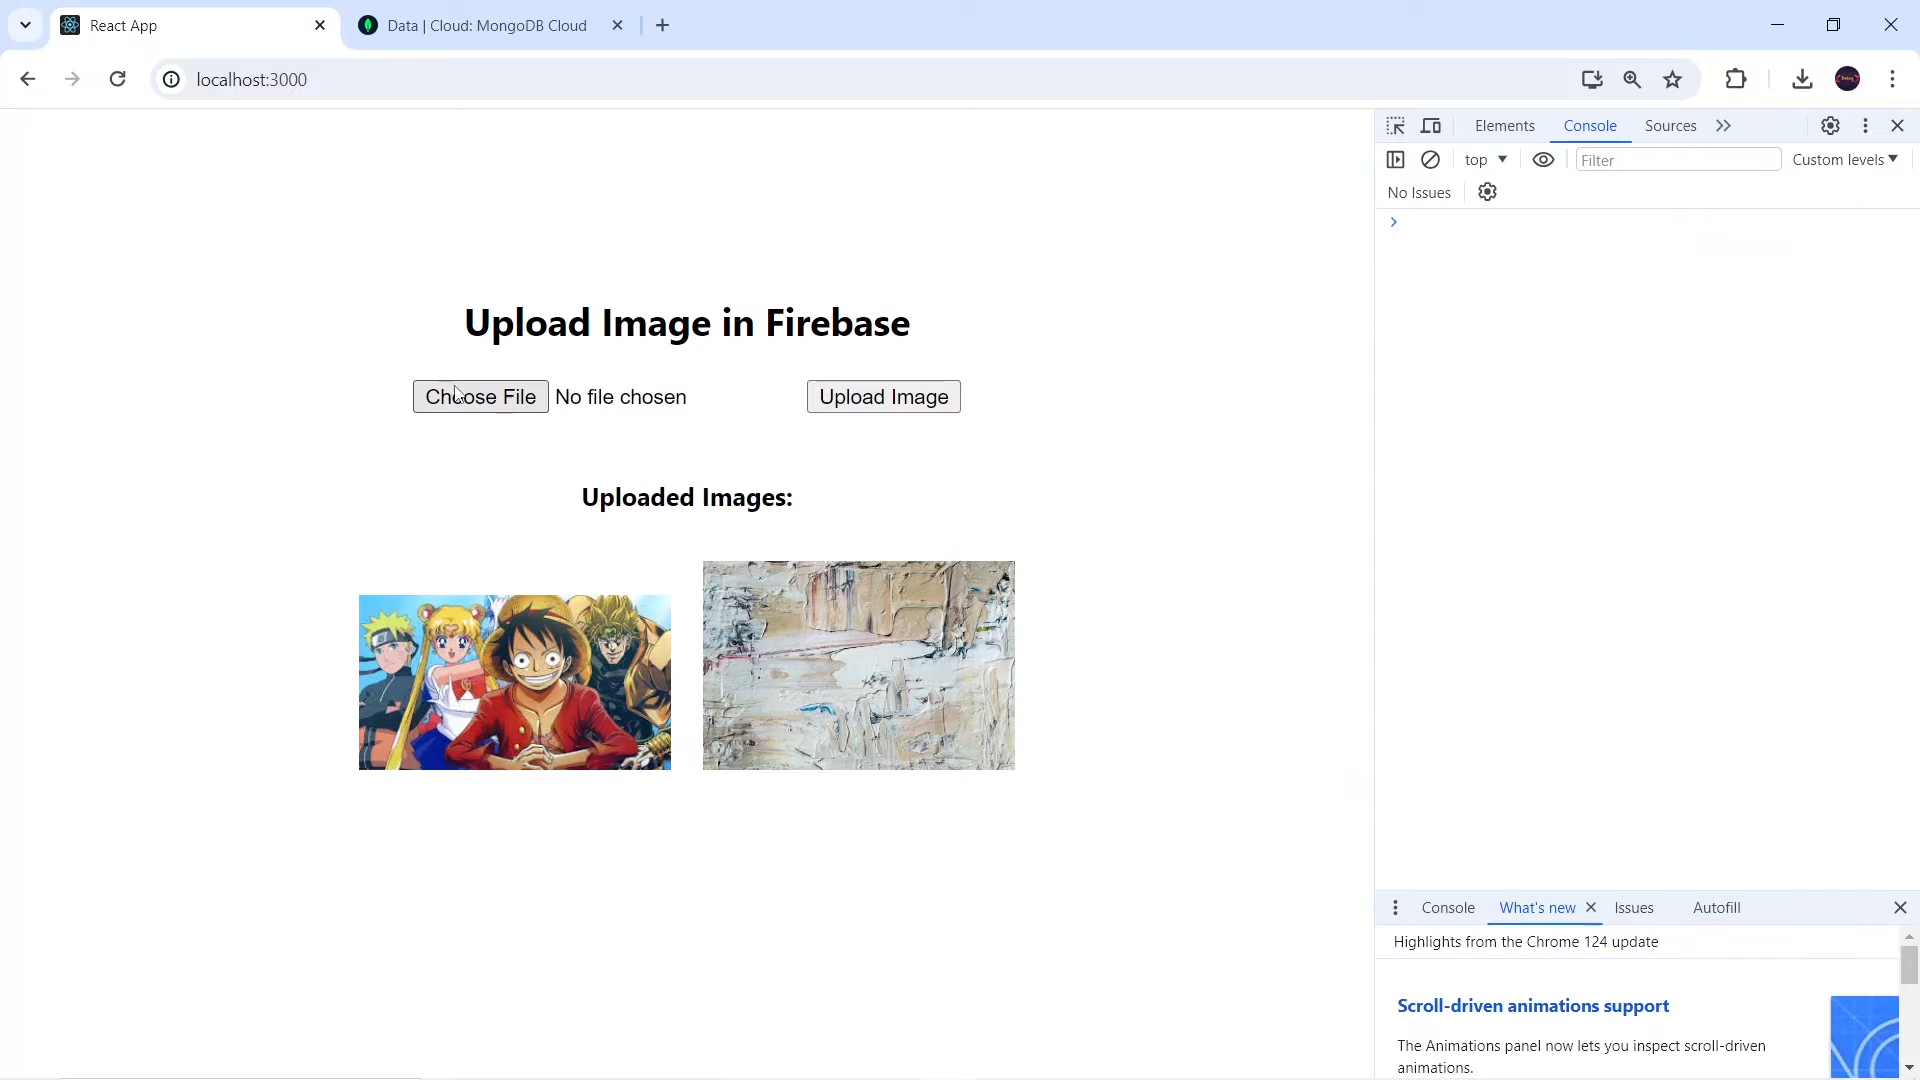 React App
Data | Cloud: MongoDB Cloud
localhost:3000
Elements
Console
Sources
top
Filter
Custom levels
No Issues
Upload Image in Firebase
Choose File No file chosen
Upload Image
Uploaded Images:
Console
What's new
Issues
Autofill
Highlights from the Chrome 124 update
Scroll-driven animations support
The Animations panel now lets you inspect scroll-driven
animations.